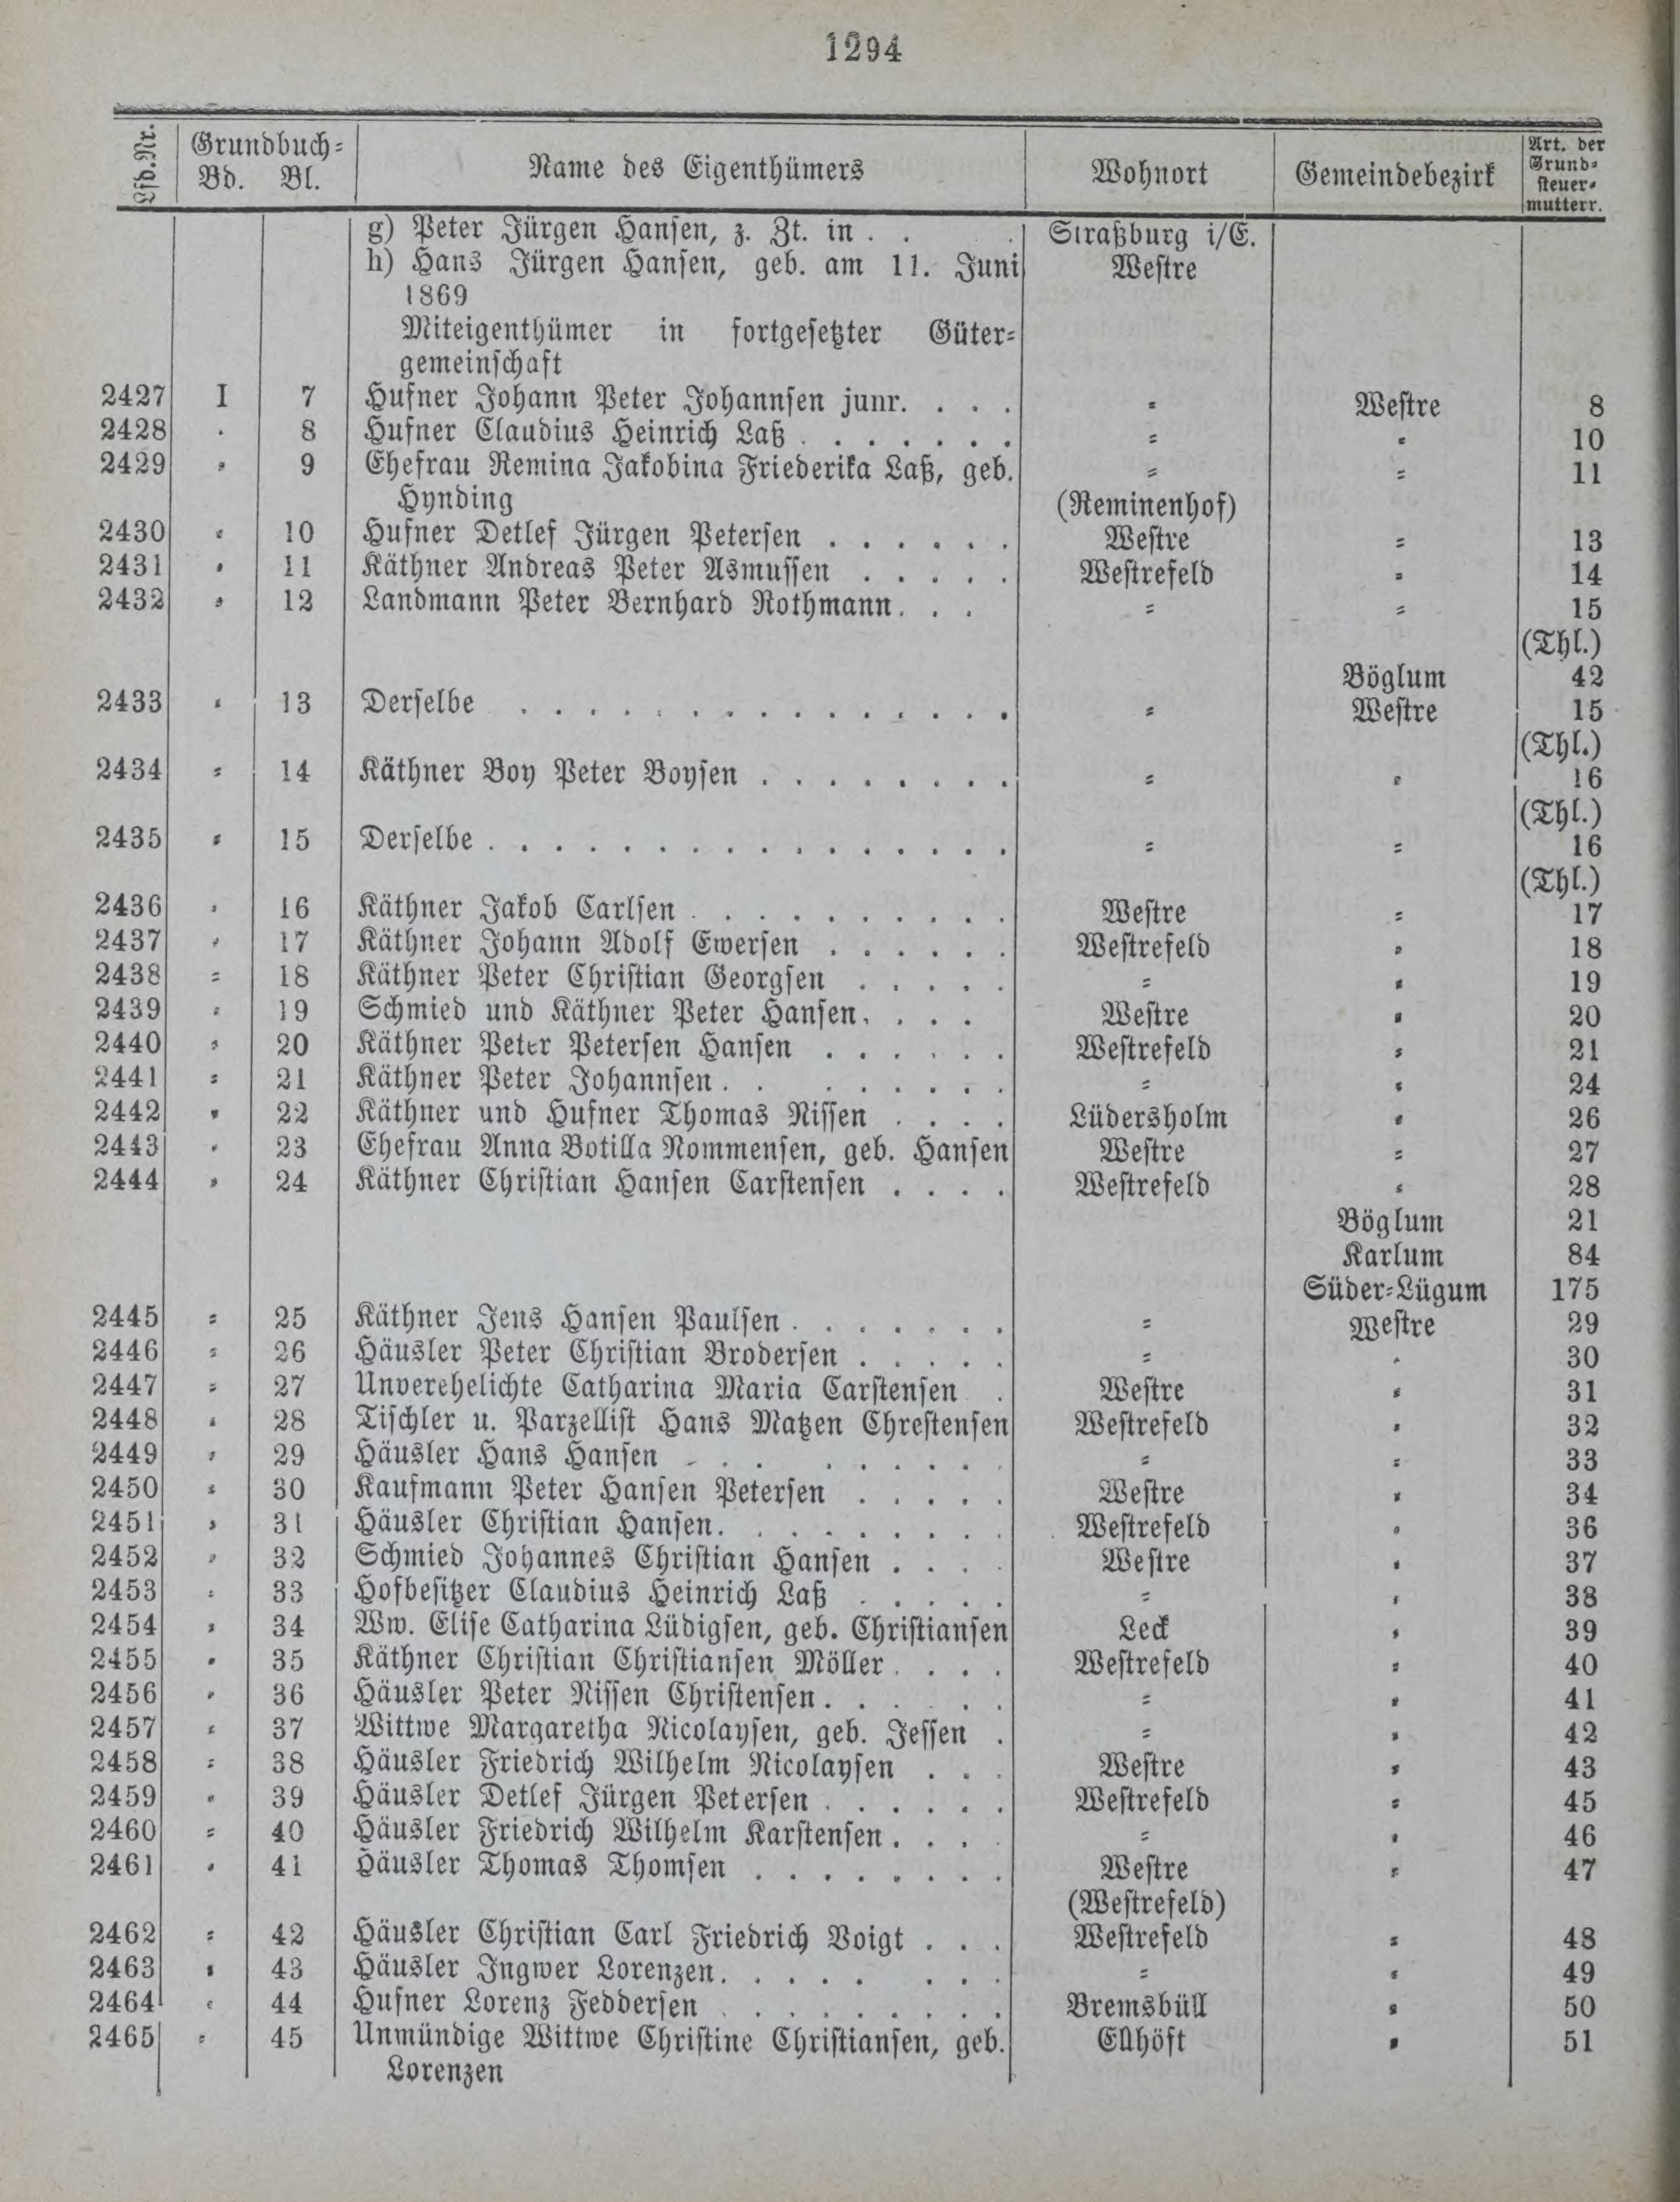 1294
Lfd. Nr. Grundbuch= Name des Eigenthümers Wohnort Gemeindebezirk Art. der Grund= steuer= mutterr.
Bd. Bl.
g) Peter Jürgen Hansen, z. Zt. in . . . Straßburg i/E.
h) Hans Jürgen Hansen, geb. am 11. Juni Westre
1869
Miteigenthümer in fortgesetzter Güter=
gemeinschaft
2427 I 7 Hufner Johann Peter Johannsen junr. . . . = Westre 8
2428 = 8 Hufner Claudius Heinrich Laß . . . . . . . = = 10
2429 = 9 Ehefrau Remina Jakobina Friederika Laß, geb. = = 11
Hynding (Reminenhof)
2430 = 10 Hufner Detlef Jürgen Petersen . . . . . . Westre = 13
2431 = 11 Käthner Andreas Peter Asmussen . . . . . Westrefeld = 14
2432 = 12 Landmann Peter Bernhard Rothmann . . . = = 15
(Thl.)
Böglum 42
2433 = 13 Derselbe . . . . . . . . . . . . . . . = Westre 15
(Thl.)
2434 = 14 Käthner Boy Peter Boysen . . . . . . . . = = 16
(Thl.)
2435 = 15 Derselbe . . . . . . . . . . . . . . . . = = 16
(Thl.)
2436 = 16 Käthner Jakob Carlsen . . . . . . . . . . Westre = 17
2437 = 17 Käthner Johann Adolf Ewersen . . . . . . Westrefeld = 18
2438 = 18 Käthner Peter Christian Georgsen . . . . . = = 19
2439 = 19 Schmied und Käthner Peter Hansen . . . . Westre = 20
2440 = 20 Käthner Peter Petersen Hansen . . . . . . Westrefeld = 21
2441 = 21 Käthner Peter Johannsen . . . . . . . = = 24
2442 = 22 Käthner und Hufner Thomas Nissen . . . . Lüdersholm = 26
2443 = 23 Ehefrau Anna Botilla Nommensen, geb. Hansen Westre = 27
2444 = 24 Käthner Christian Hansen Carstensen . . . . Westrefeld = 28
Böglum 21
Karlum 84
Süder=Lügum 175
2445 = 25 Käthner Jens Hansen Paulsen . . . . . . . = Westre 29
2446 = 26 Häusler Peter Christian Brodersen . . . . . = = 30
2447 = 27 Unverehelichte Catharina Maria Carstensen . Westre = 31
2448 = 28 Tischler u. Parzellist Hans Matzen Chrestensen Westrefeld = 32
2449 = 29 Häusler Hans Hansen . . . . . . . . . = = 33
2450 = 30 Kaufmann Peter Hansen Petersen . . . . . Westre = 34
2451 = 31 Häusler Christian Hansen . . . . . . . . . Westrefeld = 36
2452 = 32 Schmied Johannes Christian Hansen . . . . Westre = 37
2453 = 33 Hofbesitzer Claudius Heinrich Laß . . . . . = = 38
2454 = 34 Ww. Elise Catharina Lüdigsen, geb. Christiansen Leck = 39
2455 = 35 Käthner Christian Christiansen Möller . . . . Westrefeld = 40
2456 = 36 Häusler Peter Nissen Christensen . . . . . . = = 41
2457 = 37 Wittwe Margaretha Nicolaysen, geb. Jessen . = = 42
2458 = 38 Häusler Friedrich Wilhelm Nicolaysen . . . Westre = 43
2459 = 39 Häusler Detlef Jürgen Petersen . . . . . . Westrefeld = 45
2460 = 40 Häusler Friedrich Wilhelm Karstensen . . . . = = 46
2461 = 41 Häusler Thomas Thomsen . . . . . . . . Westre = 47
(Westrefeld)
2462 = 42 Häusler Christian Carl Friedrich Voigt . . . Westrefeld = 48
2463 = 43 Häusler Ingwer Lorenzen . . . . . . . . = = 49
2464 = 44 Hufner Lorenz Feddersen . . . . . . . . . Bremsbüll = 50
2465 = 45 Unmündige Wittwe Christine Christiansen, geb. Ellhöft = 51
Lorenzen